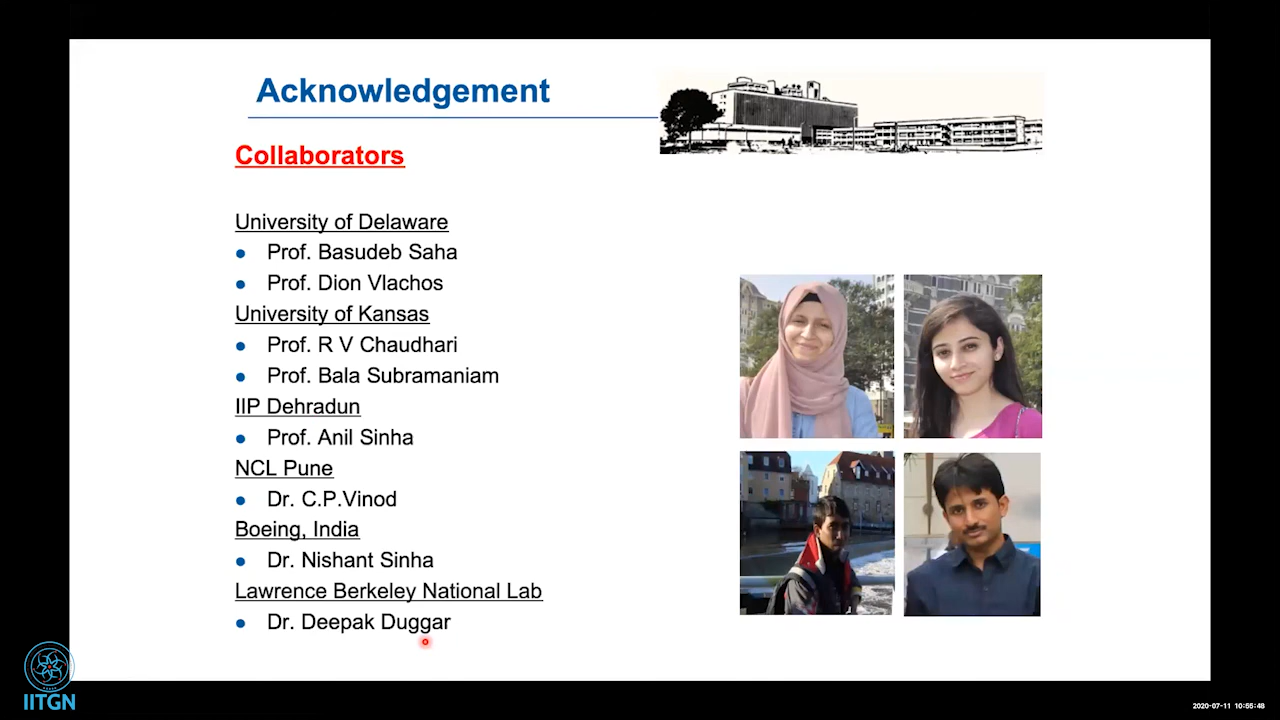 Acknowledgement
Collaborators
University of Delaware
Prof. Basudeb Saha
Prof. Dion Vlachos
University of Kansas
Prof. R V Chaudhari
Prof. Bala Subramaniam
IIP Dehradun
Prof. Anil Sinha
NCL Pune
Dr. C.P.Vinod
Boeing, India
Dr. Nishant Sinha
Lawrence Berkeley National Lab
Dr. Deepak Duggar
IITGN
2020-07-11 10:55:48